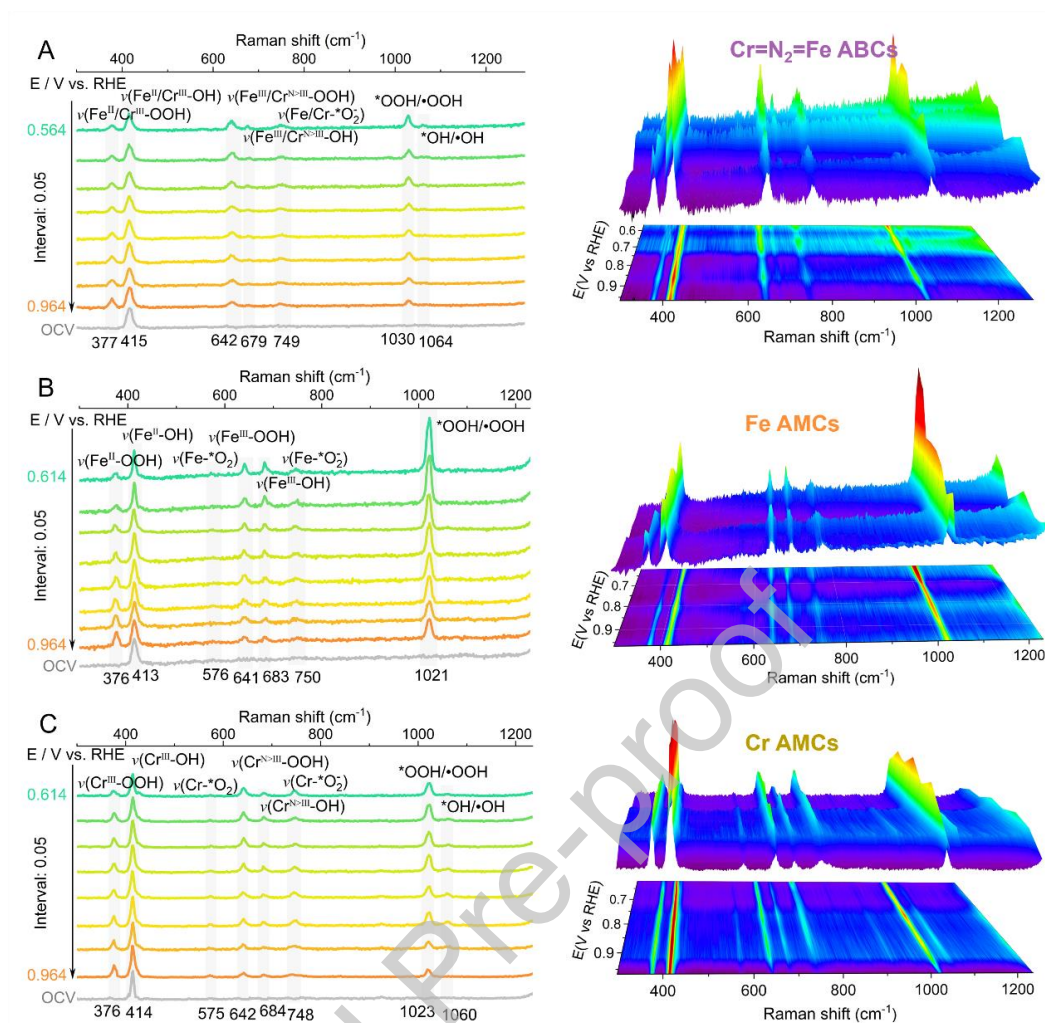 A
Raman shift (cm⁻¹)
400 600 800 1000 1200
E / V vs. RHE
ν(Feᴵᴵ/Crᴵᴵᴵ-OH) ν(Feᴵᴵᴵ/Crᴺ˃ᴵᴵᴵ-OOH) *OOH/•OOH
ν(Feᴵᴵ/Crᴵᴵᴵ-OOH) ν(Fe/Cr-*O₂⁻)
0.564 ν(Feᴵᴵᴵ/Crᴺ˃ᴵᴵᴵ-OH) *OH/•OH
Interval: 0.05
0.964
OCV
377 415 642 679 749 1030 1064
Cr=N₂=Fe ABCs
E(V vs RHE)
0.6
0.7
0.8
0.9
400 600 800 1000 1200
Raman shift (cm⁻¹)
B
Raman shift (cm⁻¹)
400 600 800 1000 1200
E / V vs. RHE
ν(Feᴵᴵ-OH) ν(Feᴵᴵᴵ-OOH) *OOH/•OOH
ν(Feᴵᴵ-OOH) ν(Fe-*O₂) ν(Fe-*O₂⁻)
0.614 ν(Feᴵᴵᴵ-OH)
Interval: 0.05
0.964
OCV
376 413 576 641 683 750 1021
Fe AMCs
E(V vs RHE)
0.7
0.8
0.9
400 600 800 1000 1200
Raman shift (cm⁻¹)
C
Raman shift (cm⁻¹)
400 600 800 1000 1200
E / V vs. RHE
ν(Crᴵᴵᴵ-OH) ν(Crᴺ˃ᴵᴵᴵ-OOH) *OOH/•OOH
ν(Crᴵᴵᴵ-OOH) ν(Cr-*O₂) ν(Cr-*O₂⁻)
0.614 ν(Crᴺ˃ᴵᴵᴵ-OH) *OH/•OH
Interval: 0.05
0.964
OCV
376 414 575 642 684 748 1023 1060
Cr AMCs
E(V vs RHE)
0.7
0.8
0.9
400 600 800 1000 1200
Raman shift (cm⁻¹)
Pre-proof